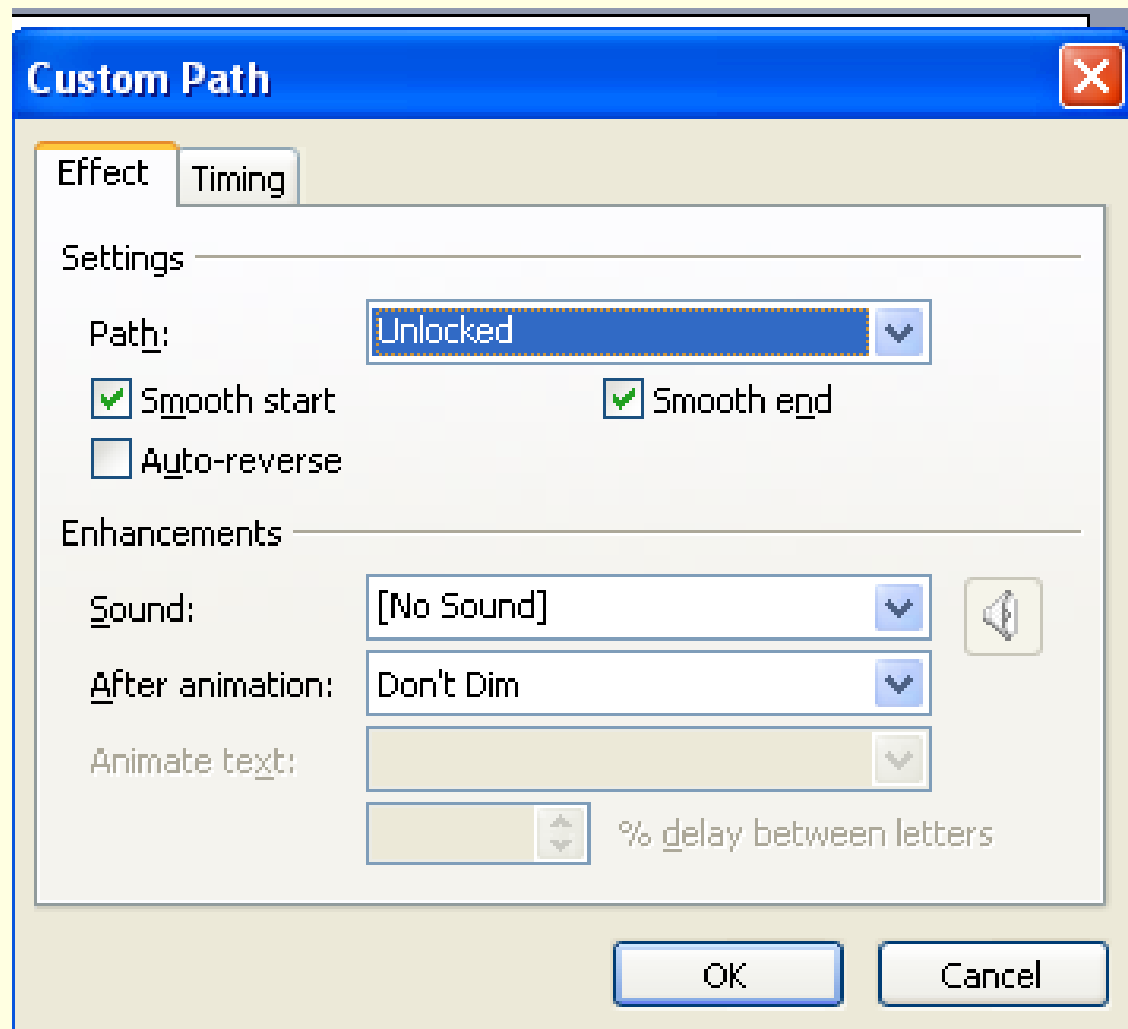 Custom Path
Effect Timing
Settings
Path: Unlocked
Smooth start Smooth end
Auto-reverse
Enhancements
Sound: [No Sound]
After animation: Don't Dim
Animate text:
% delay between letters
OK Cancel